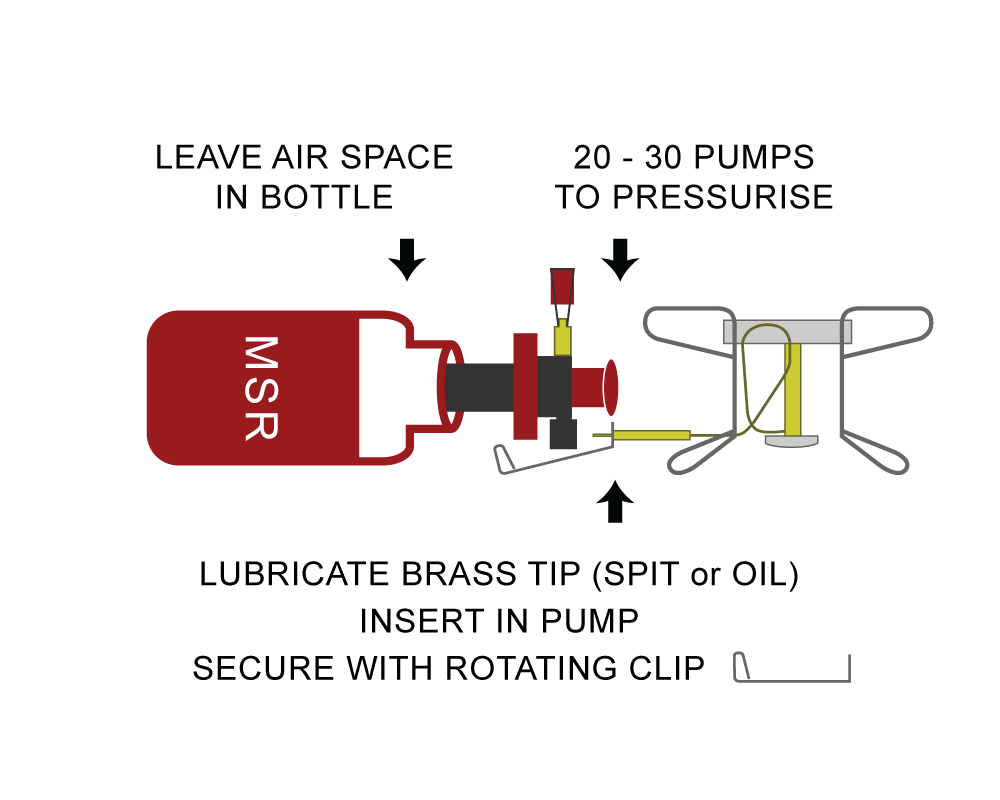 LEAVE AIR SPACE
IN BOTTLE
20 - 30 PUMPS
TO PRESSURISE
MSR
LUBRICATE BRASS TIP (SPIT or OIL)
INSERT IN PUMP
SECURE WITH ROTATING CLIP